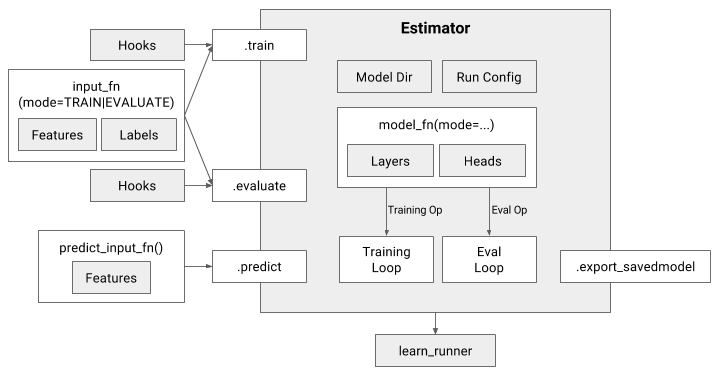 Estimator
Hooks
.train
input_fn
(mode=TRAIN|EVALUATE)
Features
Labels
Hooks
.evaluate
predict_input_fn()
Features
.predict
Model Dir
Run Config
model_fn(mode=...)
Layers
Heads
Training Op
Eval Op
Training
Loop
Eval
Loop
.export_savedmodel
learn_runner